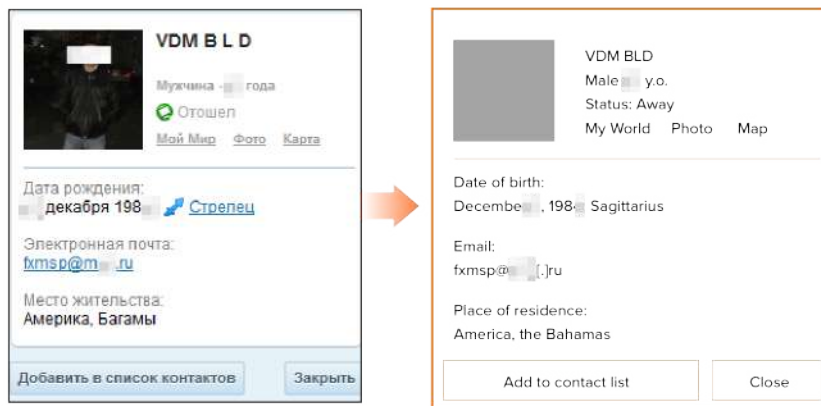 VDM B L D
Мужчина - года
Отошел
Мой Мир Фото Карта
Дата рождения:
декабря 198 Стрелец
Электронная почта:
fxmsp@m .ru
Место жительства:
Америка, Багамы
Добавить в список контактов Закрыть
VDM BLD
Male y.o.
Status: Away
My World Photo Map
Date of birth:
Decembe , 198 Sagittarius
Email:
fxmsp@ [.]ru
Place of residence:
America, the Bahamas
Add to contact list Close